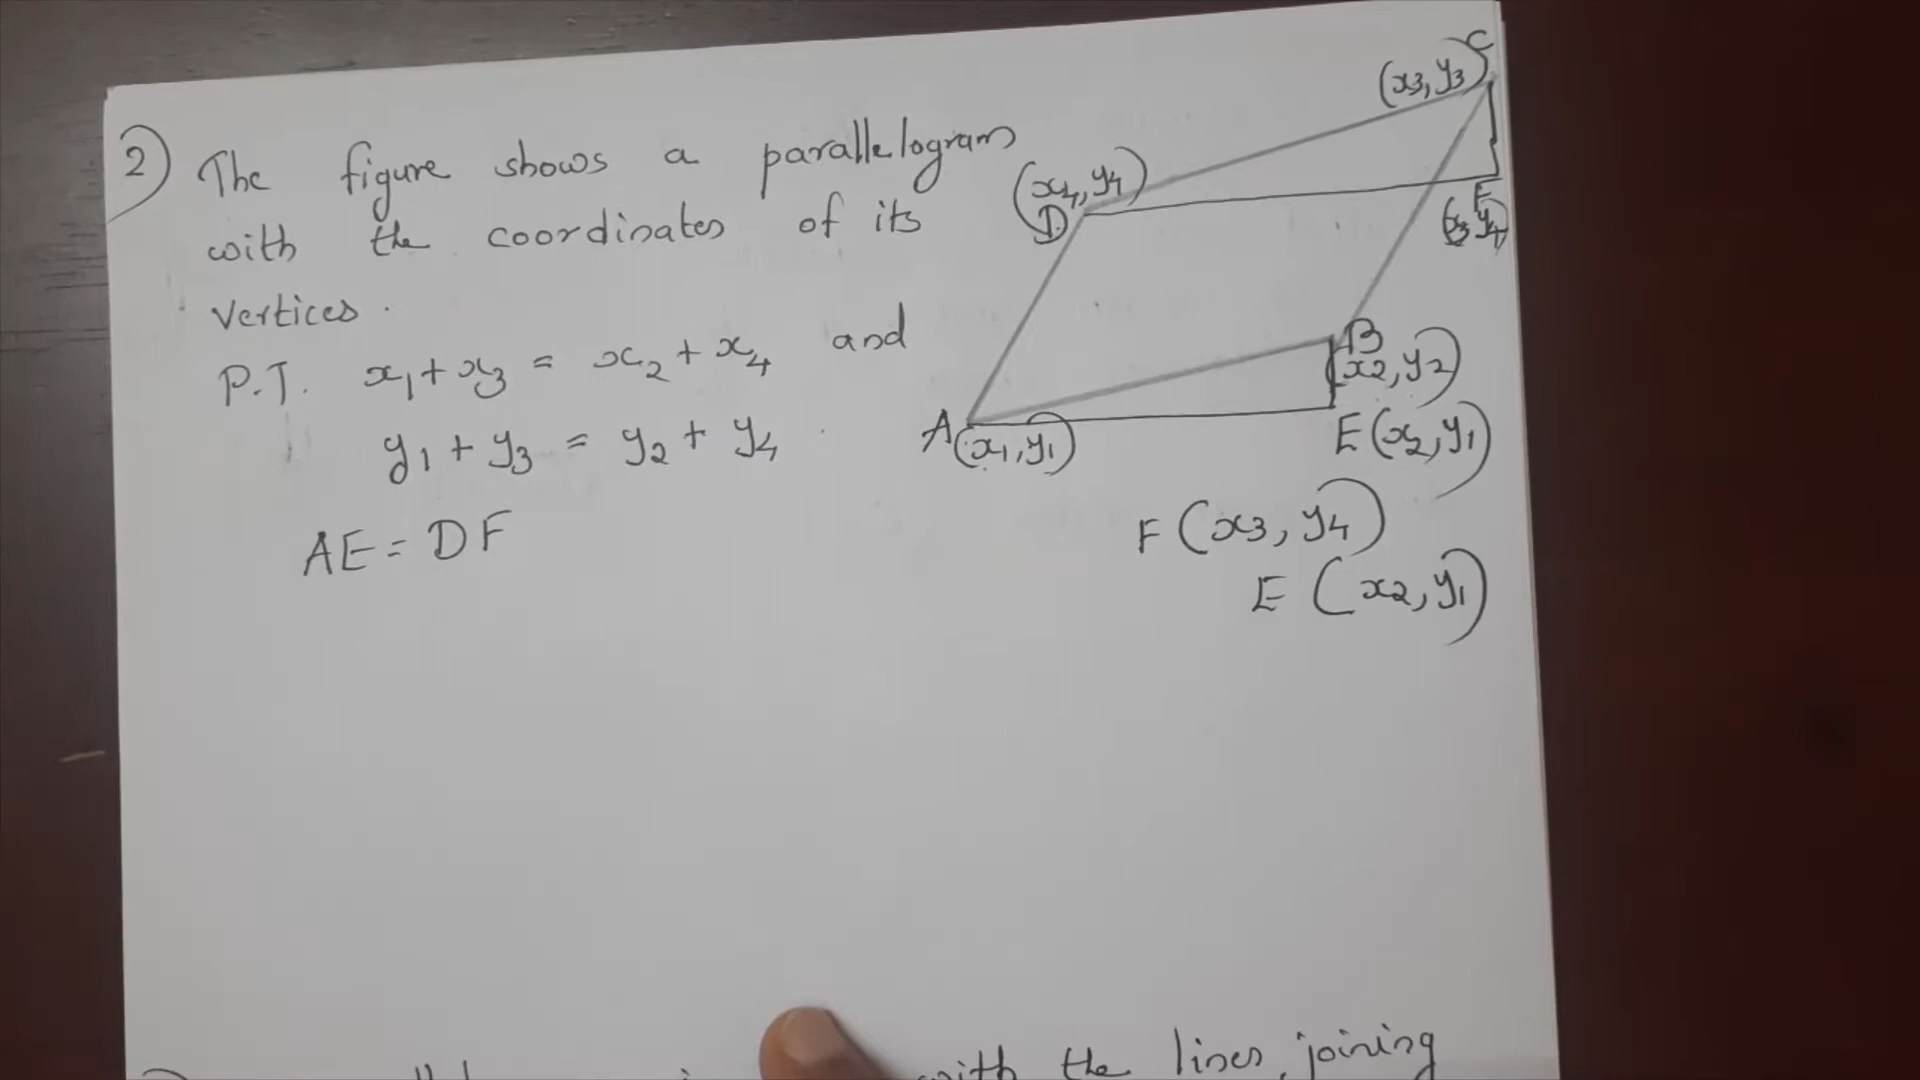 2) The figure shows a parallelogram
with the coordinates of its
vertices.
P.T. x1 + x3 = x2 + x4 and
y1 + y3 = y2 + y4.
AE = DF
C
(x3, y3)
(x4, y4)
D
F
(x3 y4)
B
(x2, y2)
A(x1, y1)
E(x2, y1)
F (x3, y4)
E (x2, y1)
with the lines joining